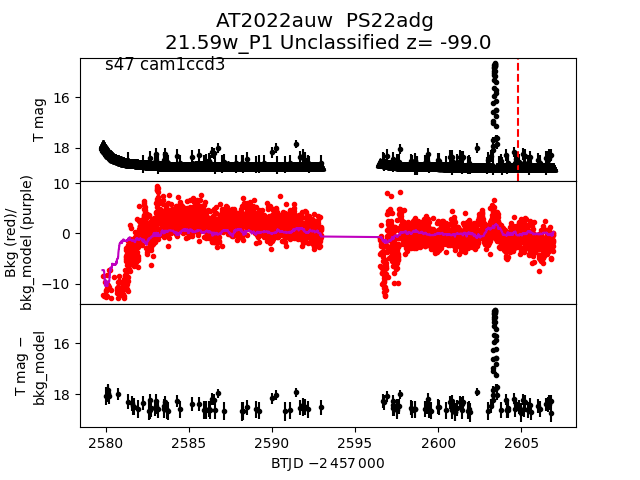 AT2022auw  PS22adg
21.59w_P1 Unclassified z= -99.0
s47 cam1ccd3
T mag
16
18
Bkg (red)/
bkg_model (purple)
10
0
−10
T mag −
bkg_model
16
18
2580
2585
2590
2595
2600
2605
BTJD −2 457 000